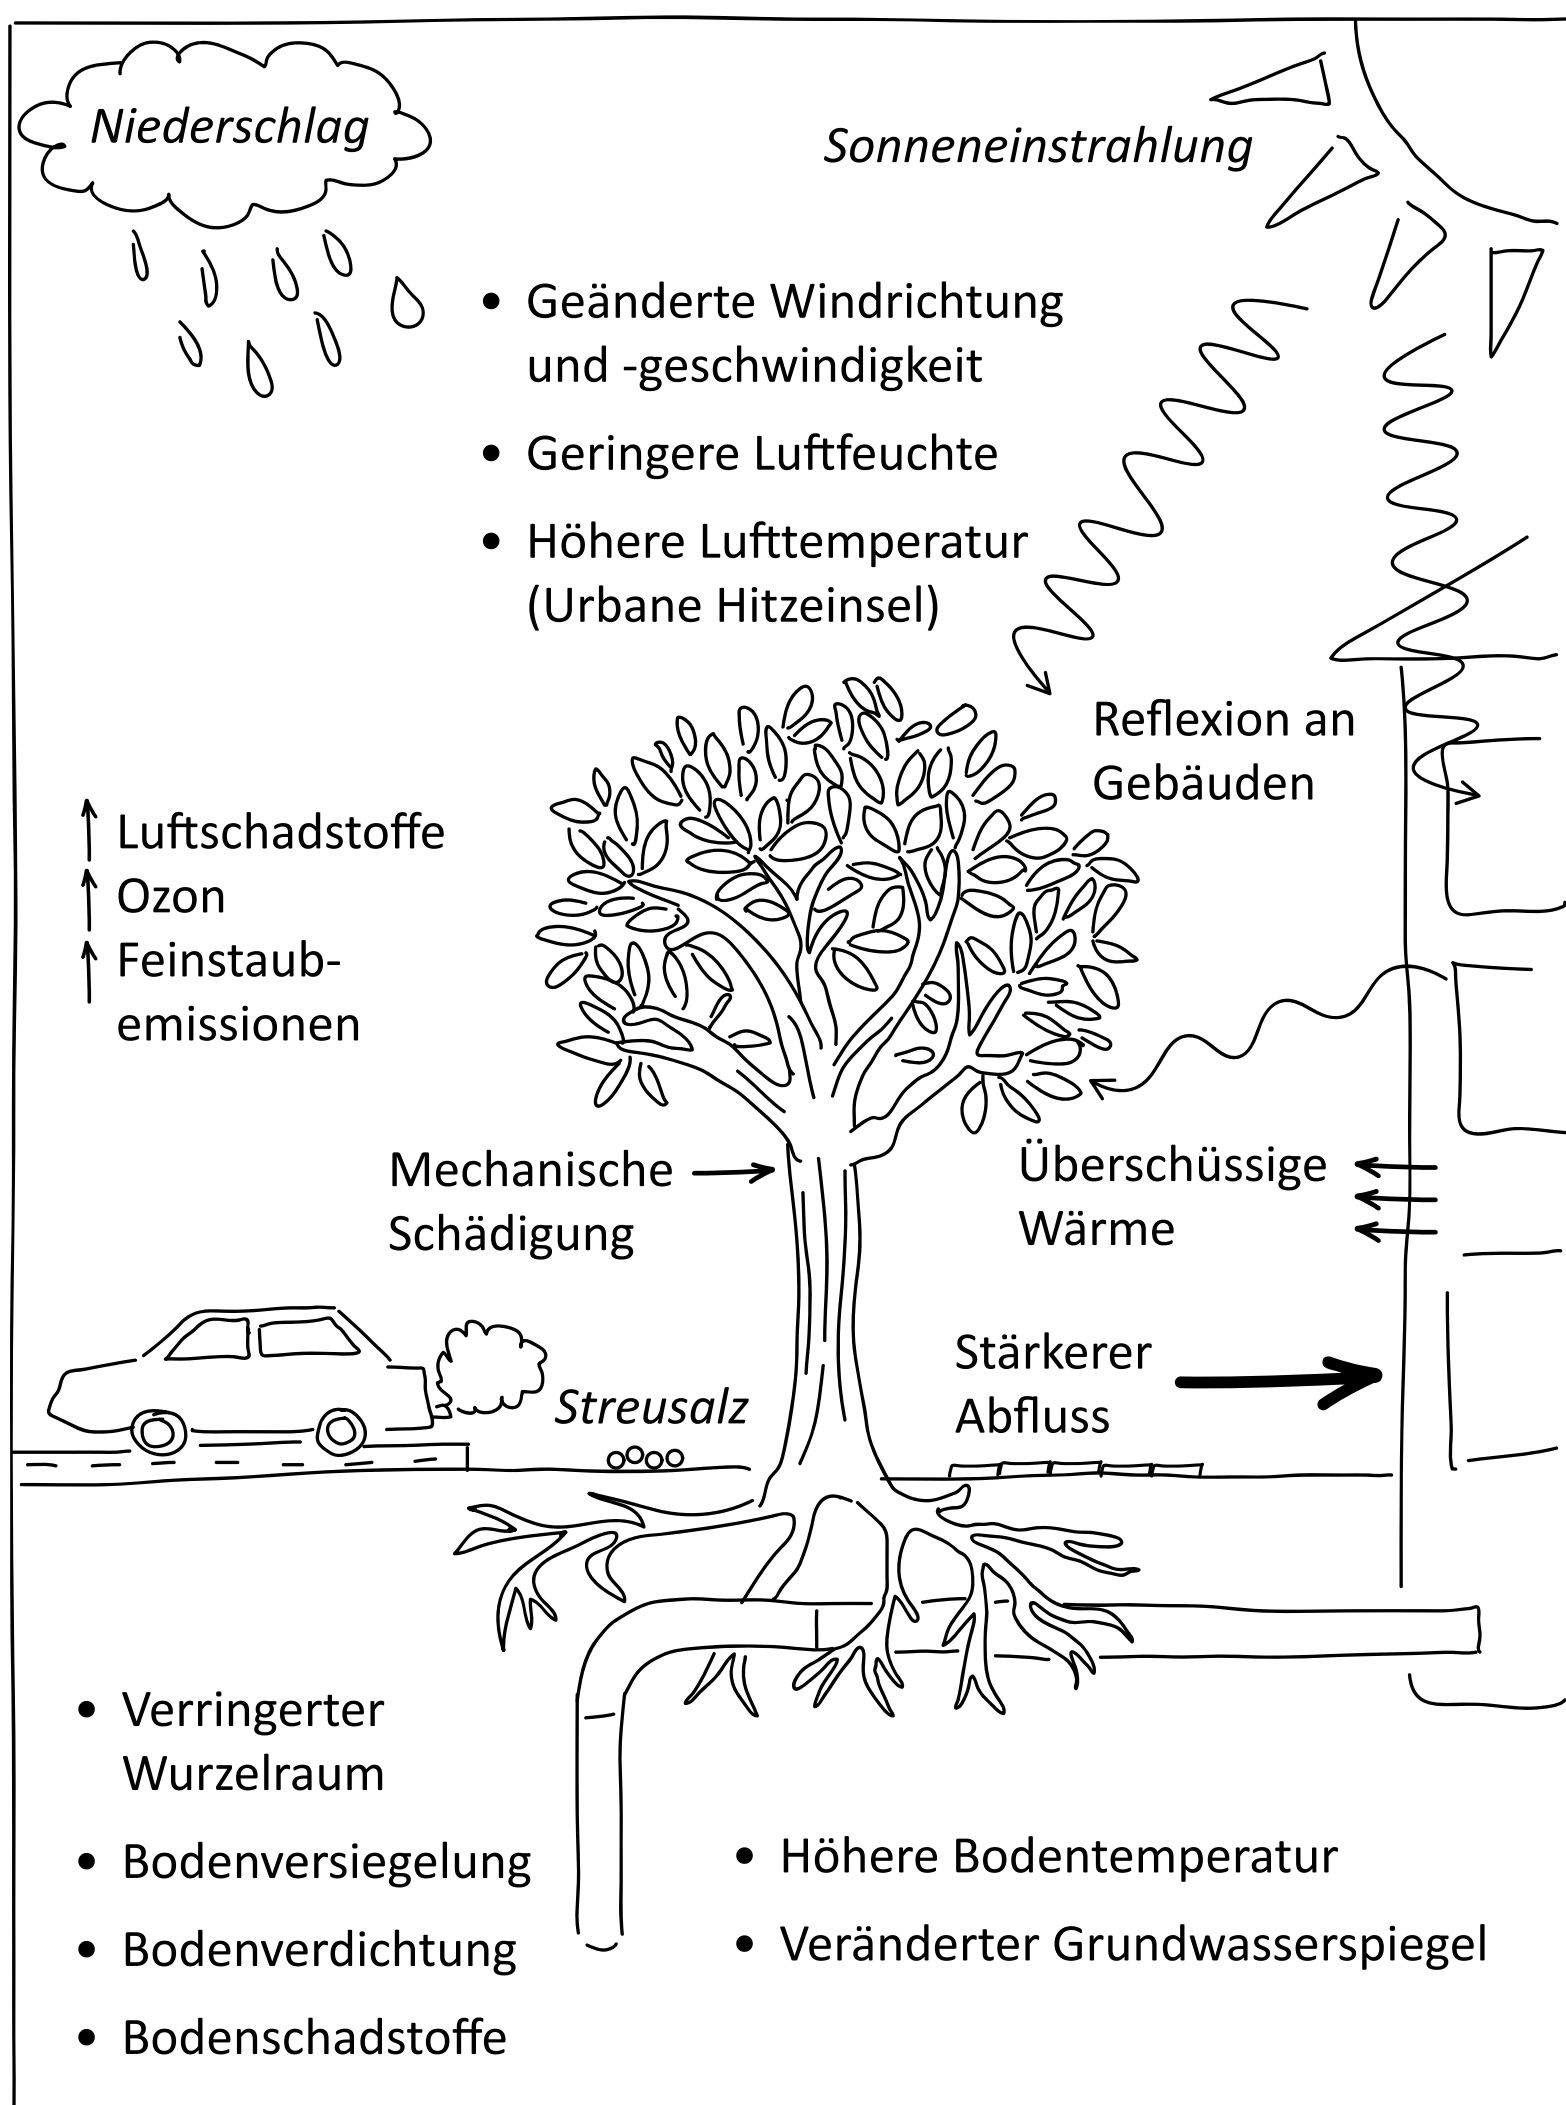 Niederschlag
Sonneneinstrahlung
• Geänderte Windrichtung
und -geschwindigkeit
• Geringere Luftfeuchte
• Höhere Lufttemperatur
(Urbane Hitzeinsel)
Reflexion an
Gebäuden
Luftschadstoffe
Ozon
Feinstaub-
emissionen
Mechanische
Schädigung
Überschüssige
Wärme
Stärkerer
Abfluss
Streusalz
• Verringerter
Wurzelraum
• Bodenversiegelung
• Bodenverdichtung
• Bodenschadstoffe
• Höhere Bodentemperatur
• Veränderter Grundwasserspiegel